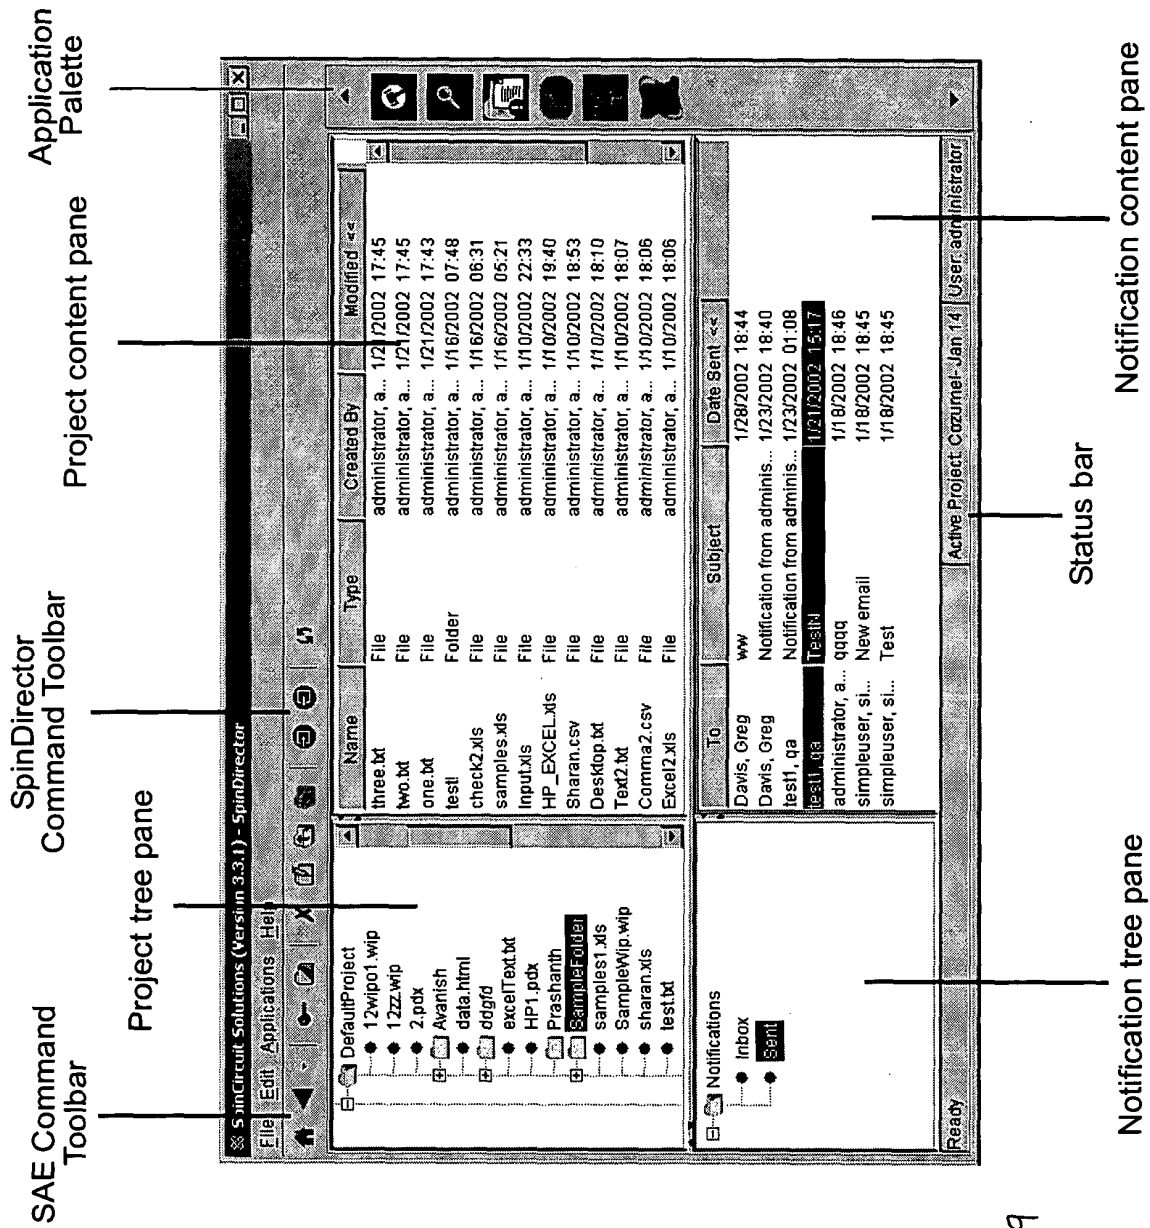 SAE Command
Toolbar
SpinDirector
Command Toolbar
Application
Palette
Project tree pane
Project content pane
SpinCircuit Solutions (Version 3.3.1) - SpinDirector
File Edit Applications Help
DefaultProject
12wipo1.wip
12zz.wip
2.pdx
Avanish
data.html
ddgfd
excelText.txt
HP1.pdx
Prashanth
SampleFolder
samples1.xls
SampleWip.wip
sharan.xls
test.txt
Name Type Created By Modified <<
three.txt File administrator, a... 1/21/2002 17:45
two.txt File administrator, a... 1/21/2002 17:45
one.txt File administrator, a... 1/21/2002 17:43
test! Folder administrator, a... 1/16/2002 07:48
check2.xls File administrator, a... 1/16/2002 06:31
samples.xls File administrator, a... 1/16/2002 05:21
Input.xls File administrator, a... 1/10/2002 22:33
HP_EXCEL.xls File administrator, a... 1/10/2002 19:40
Sharan.csv File administrator, a... 1/10/2002 18:53
Desktop.txt File administrator, a... 1/10/2002 18:10
Text2.txt File administrator, a... 1/10/2002 18:07
Comma2.csv File administrator, a... 1/10/2002 18:06
Excel2.xls File administrator, a... 1/10/2002 18:06
Notifications
Inbox
Sent
To Subject Date Sent <<
Davis, Greg ww 1/28/2002 18:44
Davis, Greg Notification from adminis... 1/23/2002 18:40
test1, qa Notification from adminis... 1/23/2002 01:08
test1, qa TestN 1/21/2002 15:17
administrator, a... qqqq 1/18/2002 18:46
simpleuser, si... New email 1/18/2002 18:45
simpleuser, si... Test 1/18/2002 18:45
Ready Active Project: Cozumel- Jan 14 User: administrator
Notification tree pane
Status bar
Notification content pane
9